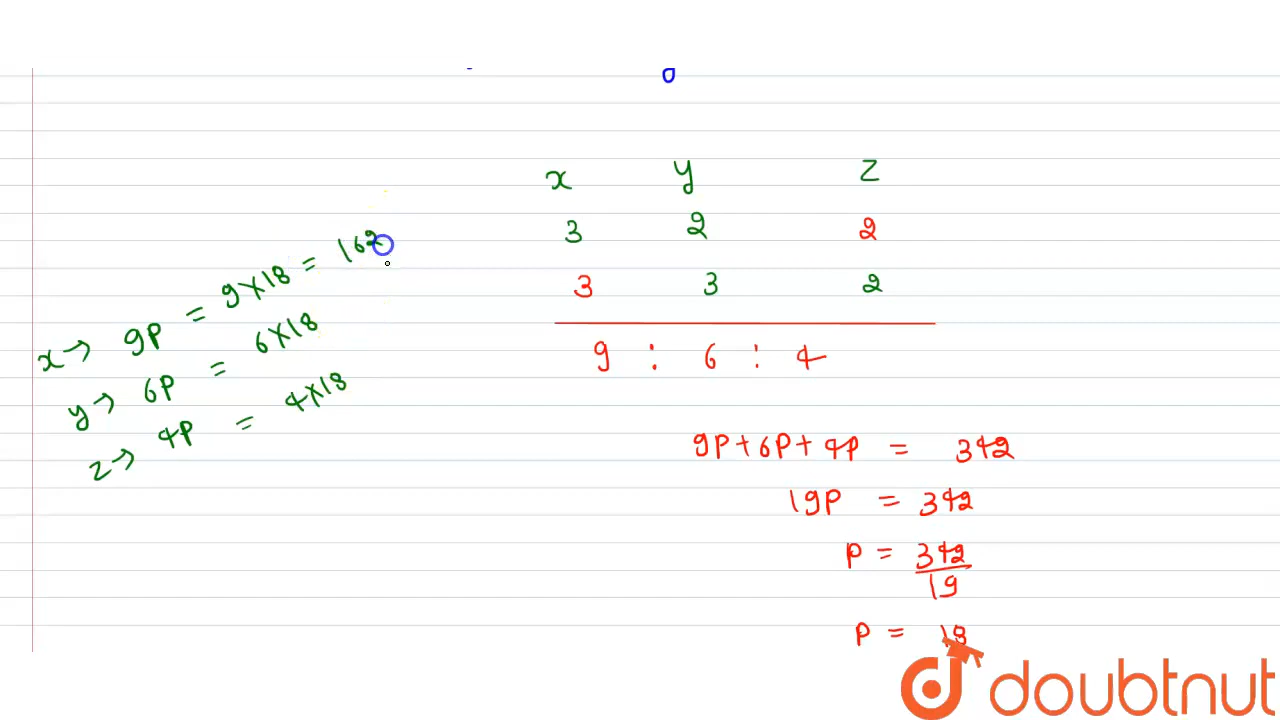 x y z
3 2 2
3 3 2
9 : 6 : 4
x → 9P = 9×18 = 162
y → 6P = 6×18
z → 4P = 4×18
9P + 6P + 4P = 342
19P = 342
P = 342/19
P = 18
doubtnut